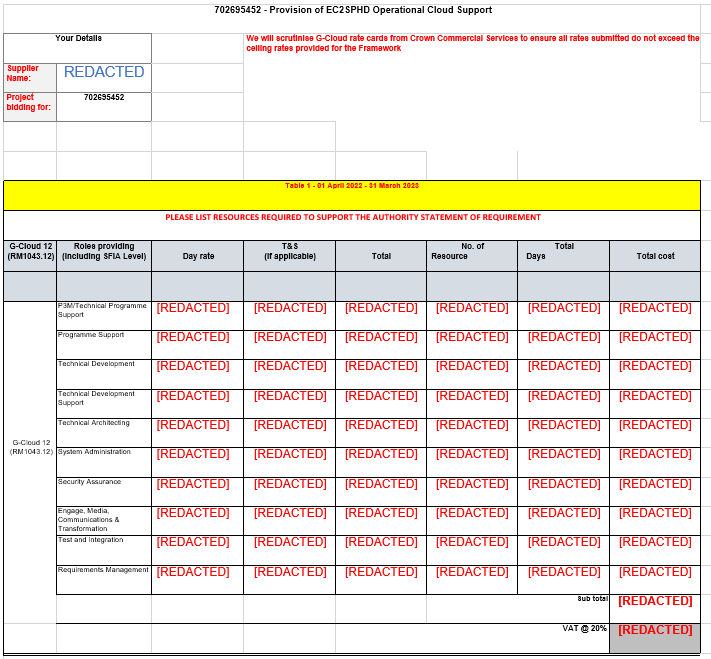 702695452 - Provision of EC2SPHD Operational Cloud Support
Your Details
We will scrutinise G-Cloud rate cards from Crown Commercial Services to ensure all rates submitted do not exceed the
ceiling rates provided for the Framework
Supplier
Name:
REDACTED
Project
bidding for:
702695452
Table 1 - 01 April 2022 - 31 March 2023
PLEASE LIST RESOURCES REQUIRED TO SUPPORT THE AUTHORITY STATEMENT OF REQUIREMENT
G-Cloud 12
(RM1043.12)
Roles providing
(including SFIA Level)
Day rate
T&S
(if applicable)
Total
No. of
Resource
Total
Days
Total cost
G-Cloud 12
(RM1043.12)
P3M/Technical Programme
Support
[REDACTED] [REDACTED] [REDACTED] [REDACTED] [REDACTED] [REDACTED]
Programme Support
[REDACTED] [REDACTED] [REDACTED] [REDACTED] [REDACTED] [REDACTED]
Technical Development
[REDACTED] [REDACTED] [REDACTED] [REDACTED] [REDACTED] [REDACTED]
Technical Development
Support
[REDACTED] [REDACTED] [REDACTED] [REDACTED] [REDACTED] [REDACTED]
Technical Architecting
[REDACTED] [REDACTED] [REDACTED] [REDACTED] [REDACTED] [REDACTED]
System Administration
[REDACTED] [REDACTED] [REDACTED] [REDACTED] [REDACTED] [REDACTED]
Security Assurance
[REDACTED] [REDACTED] [REDACTED] [REDACTED] [REDACTED] [REDACTED]
Engage, Media,
Communications &
Transformation
[REDACTED] [REDACTED] [REDACTED] [REDACTED] [REDACTED] [REDACTED]
Test and Integration
[REDACTED] [REDACTED] [REDACTED] [REDACTED] [REDACTED] [REDACTED]
Requirements Management
[REDACTED] [REDACTED] [REDACTED] [REDACTED] [REDACTED] [REDACTED]
Sub total [REDACTED]
VAT @ 20% [REDACTED]